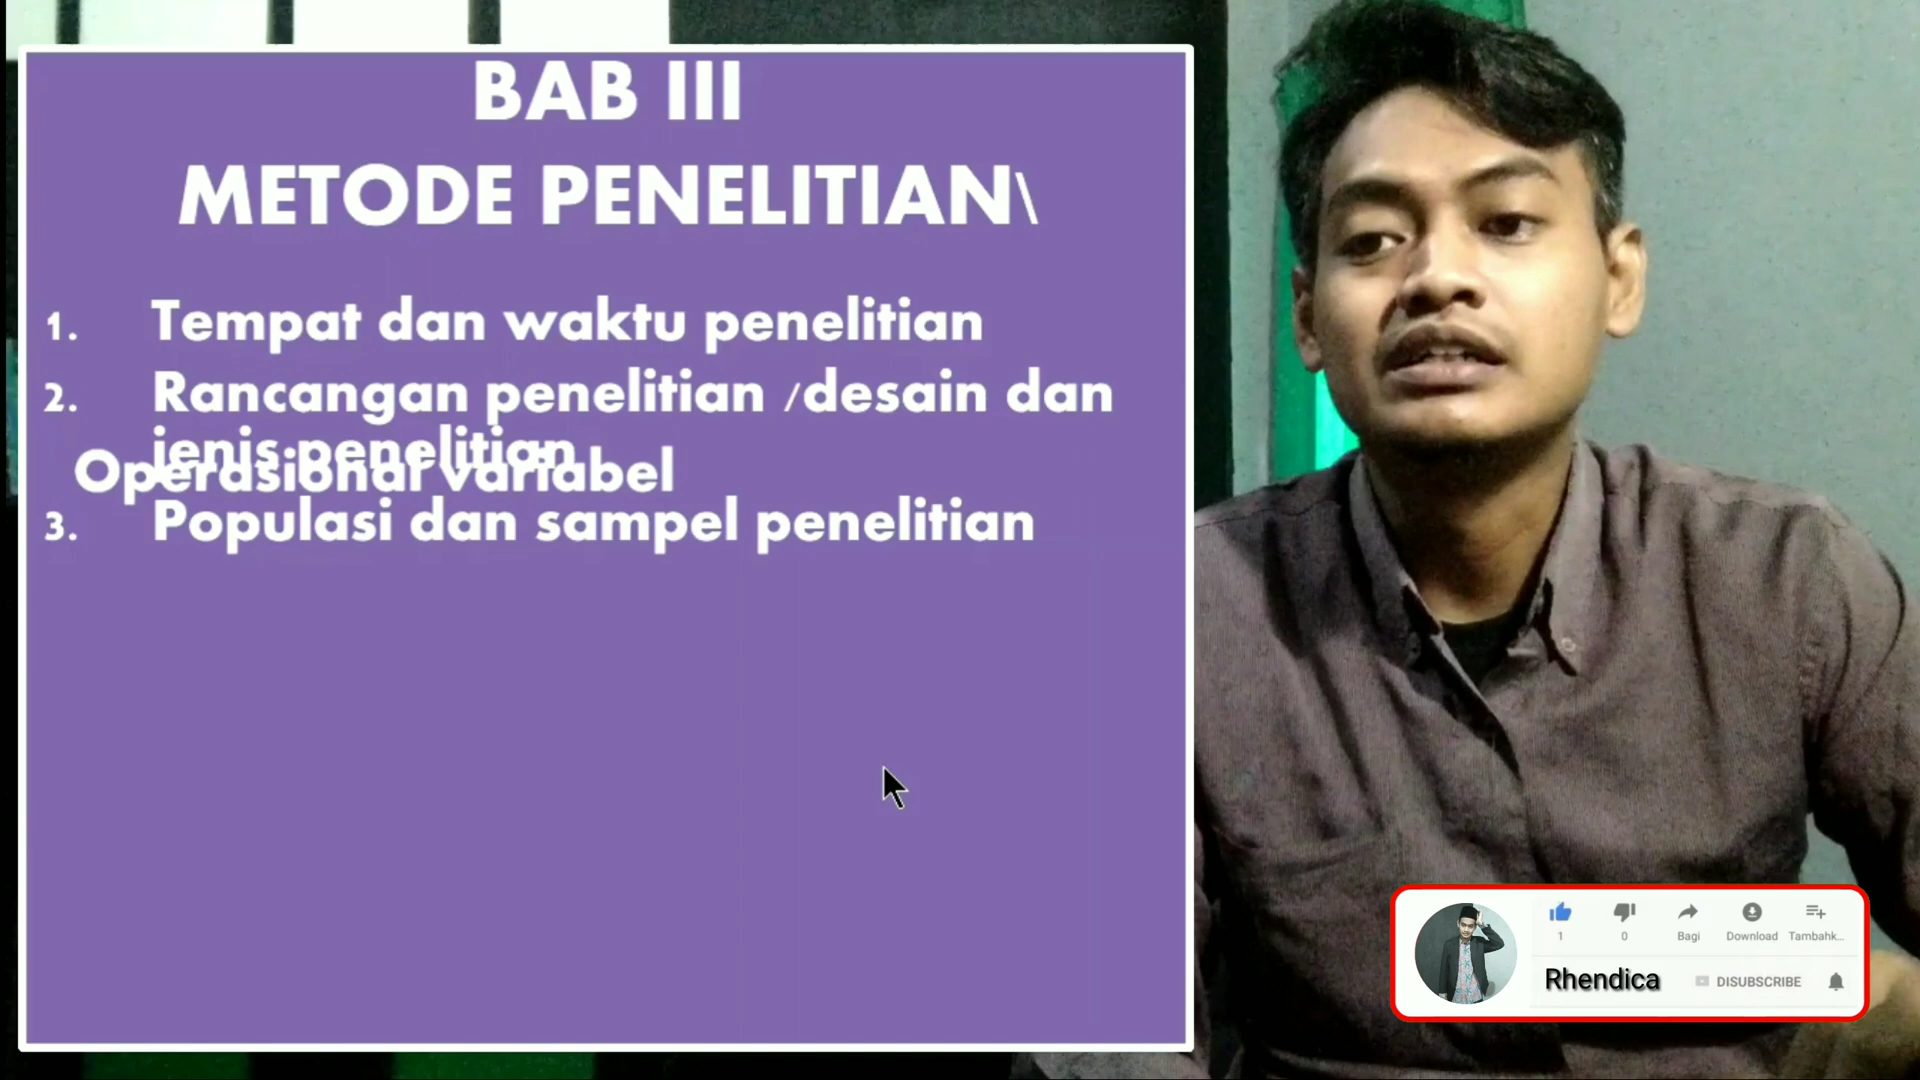 BAB III
METODE PENELITIAN\
1. Tempat dan waktu penelitian
2. Rancangan penelitian /desain dan
jenis penelitian
Operasional variabel
3. Populasi dan sampel penelitian
1 0 Bagi Download Tambahk...
Rhendica DISUBSCRIBE